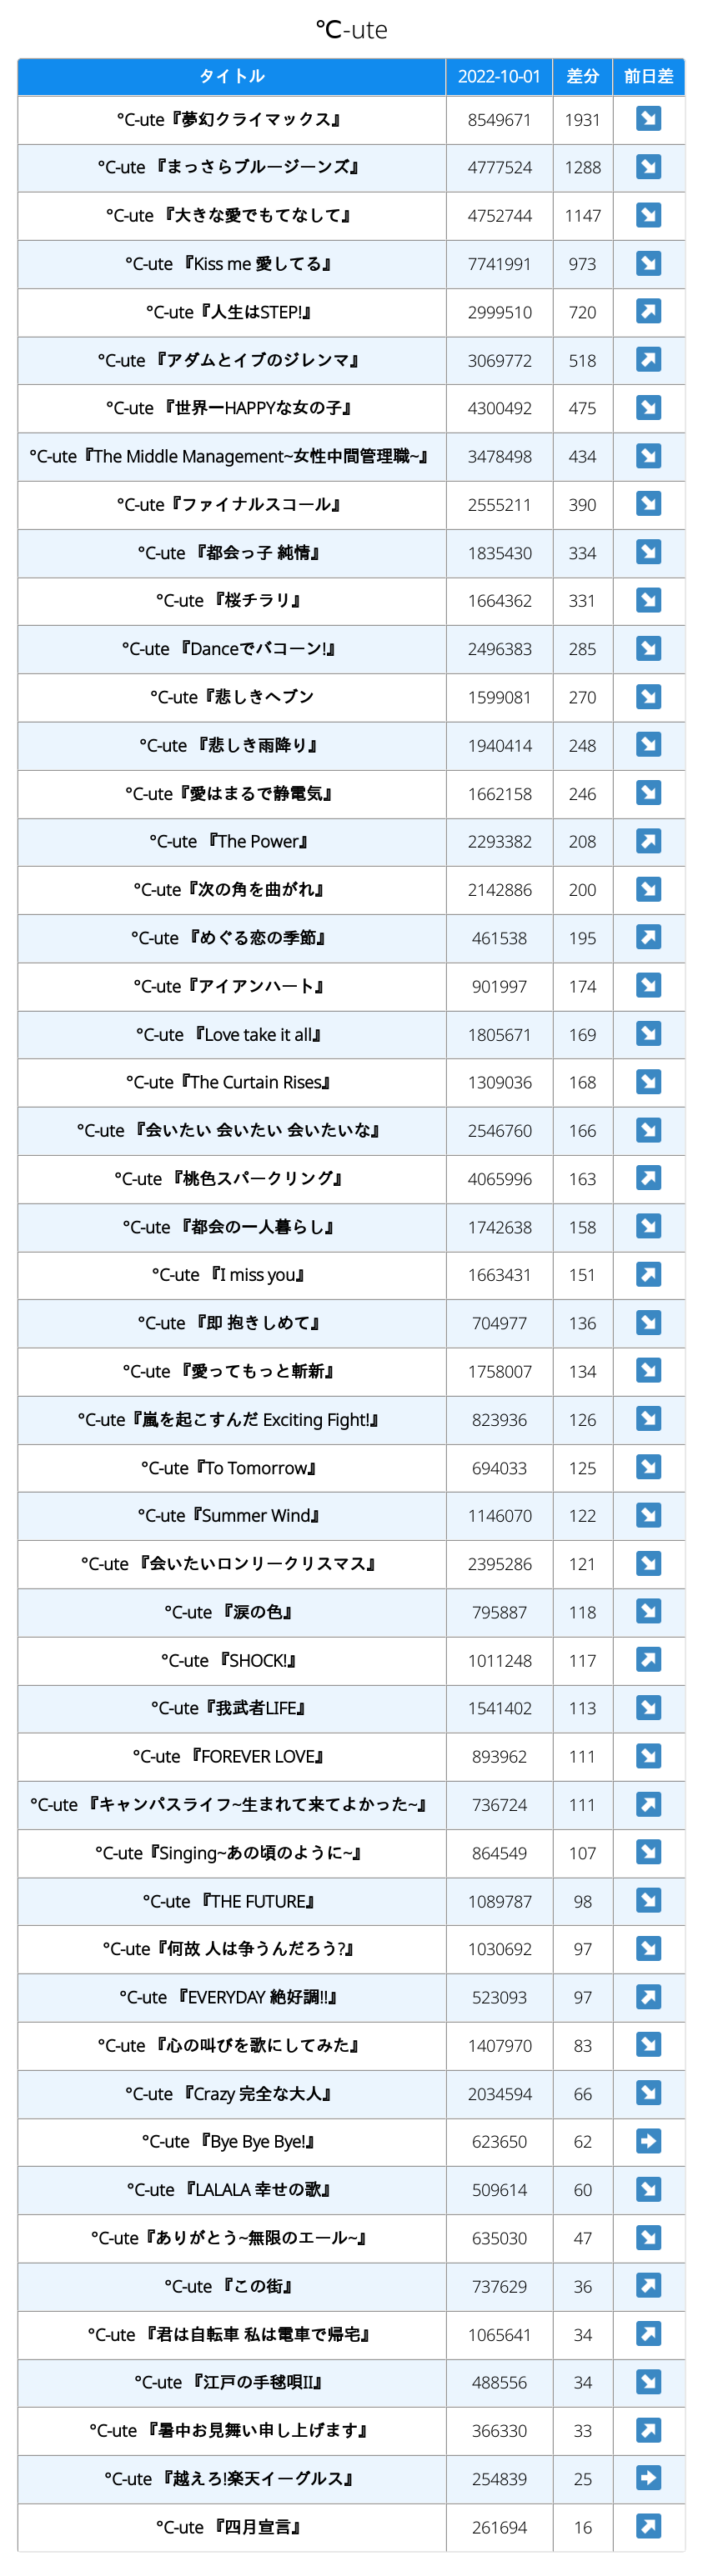 ℃-ute
タイトル 2022-10-01 差分 前日差
°C-ute『夢幻クライマックス』 8549671 1931 ↘
°C-ute 『まっさらブルージーンズ』 4777524 1288 ↘
°C-ute 『大きな愛でもてなして』 4752744 1147 ↘
°C-ute 『Kiss me 愛してる』 7741991 973 ↘
°C-ute『人生はSTEP!』 2999510 720 ↗
°C-ute 『アダムとイブのジレンマ』 3069772 518 ↗
°C-ute 『世界一HAPPYな女の子』 4300492 475 ↘
°C-ute『The Middle Management~女性中間管理職~』 3478498 434 ↘
°C-ute『ファイナルスコール』 2555211 390 ↘
°C-ute 『都会っ子 純情』 1835430 334 ↘
°C-ute 『桜チラリ』 1664362 331 ↘
°C-ute 『Danceでバコーン!』 2496383 285 ↘
°C-ute『悲しきヘブン 1599081 270 ↘
°C-ute 『悲しき雨降り』 1940414 248 ↘
°C-ute『愛はまるで静電気』 1662158 246 ↘
°C-ute 『The Power』 2293382 208 ↗
°C-ute『次の角を曲がれ』 2142886 200 ↘
°C-ute 『めぐる恋の季節』 461538 195 ↗
°C-ute『アイアンハート』 901997 174 ↘
°C-ute 『Love take it all』 1805671 169 ↘
°C-ute『The Curtain Rises』 1309036 168 ↘
°C-ute 『会いたい 会いたい 会いたいな』 2546760 166 ↘
°C-ute 『桃色スパークリング』 4065996 163 ↗
°C-ute 『都会の一人暮らし』 1742638 158 ↘
°C-ute 『I miss you』 1663431 151 ↗
°C-ute 『即 抱きしめて』 704977 136 ↘
°C-ute 『愛ってもっと斬新』 1758007 134 ↘
°C-ute『嵐を起こすんだ Exciting Fight!』 823936 126 ↘
°C-ute『To Tomorrow』 694033 125 ↘
°C-ute『Summer Wind』 1146070 122 ↘
°C-ute 『会いたいロンリークリスマス』 2395286 121 ↘
°C-ute 『涙の色』 795887 118 ↘
°C-ute 『SHOCK!』 1011248 117 ↗
°C-ute『我武者LIFE』 1541402 113 ↘
°C-ute 『FOREVER LOVE』 893962 111 ↘
°C-ute 『キャンパスライフ~生まれて来てよかった~』 736724 111 ↗
°C-ute『Singing~あの頃のように~』 864549 107 ↘
°C-ute 『THE FUTURE』 1089787 98 ↘
°C-ute『何故 人は争うんだろう?』 1030692 97 ↘
°C-ute 『EVERYDAY 絶好調!!』 523093 97 ↗
°C-ute 『心の叫びを歌にしてみた』 1407970 83 ↘
°C-ute 『Crazy 完全な大人』 2034594 66 ↘
°C-ute 『Bye Bye Bye!』 623650 62 ➡
°C-ute 『LALALA 幸せの歌』 509614 60 ↘
°C-ute『ありがとう~無限のエール~』 635030 47 ↘
°C-ute 『この街』 737629 36 ↗
°C-ute 『君は自転車 私は電車で帰宅』 1065641 34 ↗
°C-ute 『江戸の手毬唄II』 488556 34 ↘
°C-ute 『暑中お見舞い申し上げます』 366330 33 ↗
°C-ute 『越えろ!楽天イーグルス』 254839 25 ➡
°C-ute 『四月宣言』 261694 16 ↗